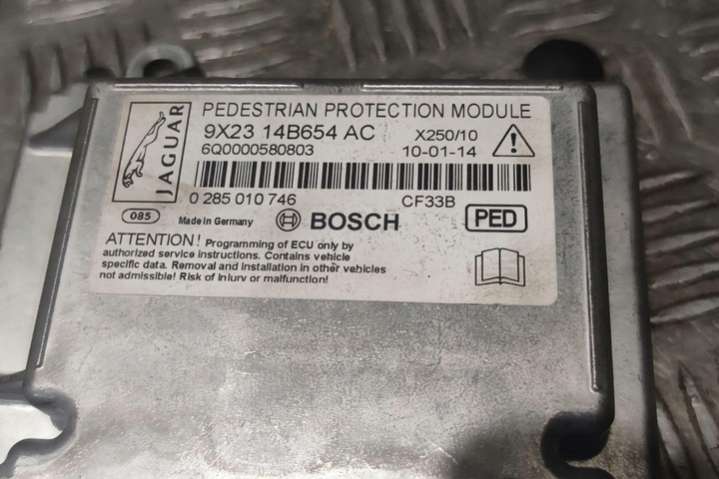 JAGUAR
PEDESTRIAN PROTECTION MODULE
9X23 14B654 AC X250/10
6Q0000580803 10-01-14
0 285 010 746 CF33B
085 Made in Germany BOSCH PED
ATTENTION! Programming of ECU only by
authorized service instructions. Contains vehicle
specific data. Removal and installation in other vehicles
not admissible! Risk of injury or malfunction!